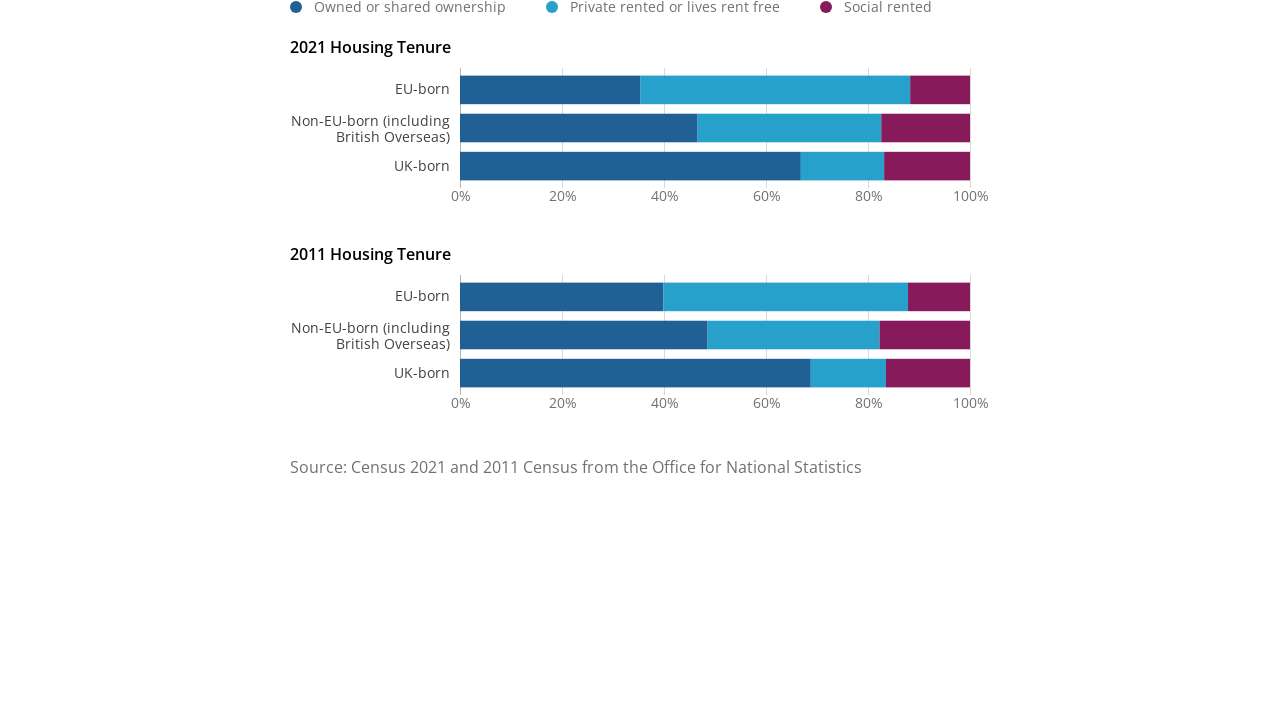 Owned or shared ownership Private rented or lives rent free Social rented
2021 Housing Tenure
EU-born
Non-EU-born (including
British Overseas)
UK-born
0% 20% 40% 60% 80% 100%
2011 Housing Tenure
EU-born
Non-EU-born (including
British Overseas)
UK-born
0% 20% 40% 60% 80% 100%
Source: Census 2021 and 2011 Census from the Office for National Statistics